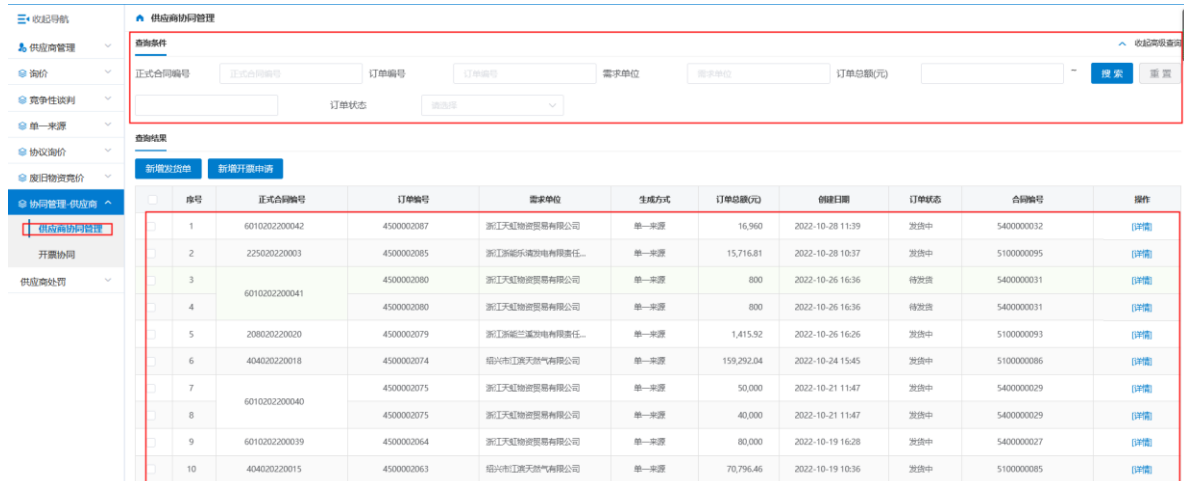 收起导航
供应商管理
询价
竞争性谈判
单一来源
协议询价
废旧物资竞价
协同管理-供应商
供应商协同管理
开票协同
供应商处罚
供应商协同管理
查询条件 收起高级查询
正式合同编号 正式合同编号 订单编号 订单编号 需求单位 需求单位 订单总额(元) ~ 搜索 重置
订单状态 请选择
查询结果
新增发货单 新增开票申请
序号 正式合同编号 订单编号 需求单位 生成方式 订单总额(元) 创建日期 订单状态 合同编号 操作
1 6010202200042 4500002087 浙江天虹物资贸易有限公司 单一来源 16,960 2022-10-28 11:39 发货中 5400000032 [详情]
2 225020220003 4500002085 浙江浙能乐清发电有限责任... 单一来源 15,716.81 2022-10-28 10:37 发货中 5100000095 [详情]
3 6010202200041 4500002080 浙江天虹物资贸易有限公司 单一来源 800 2022-10-26 16:36 待发货 5400000031 [详情]
4 4500002080 浙江天虹物资贸易有限公司 单一来源 800 2022-10-26 16:36 待发货 5400000031 [详情]
5 208020220020 4500002079 浙江浙能兰溪发电有限责任... 单一来源 1,415.92 2022-10-26 16:26 发货中 5100000093 [详情]
6 404020220018 4500002074 绍兴市江滨天然气有限公司 单一来源 159,292.04 2022-10-24 15:45 发货中 5100000086 [详情]
7 6010202200040 4500002075 浙江天虹物资贸易有限公司 单一来源 50,000 2022-10-21 11:47 发货中 5400000029 [详情]
8 4500002075 浙江天虹物资贸易有限公司 单一来源 40,000 2022-10-21 11:47 发货中 5400000029 [详情]
9 6010202200039 4500002064 浙江天虹物资贸易有限公司 单一来源 80,000 2022-10-19 16:28 发货中 5400000027 [详情]
10 404020220015 4500002063 绍兴市江滨天然气有限公司 单一来源 70,796.46 2022-10-19 10:36 发货中 5100000085 [详情]